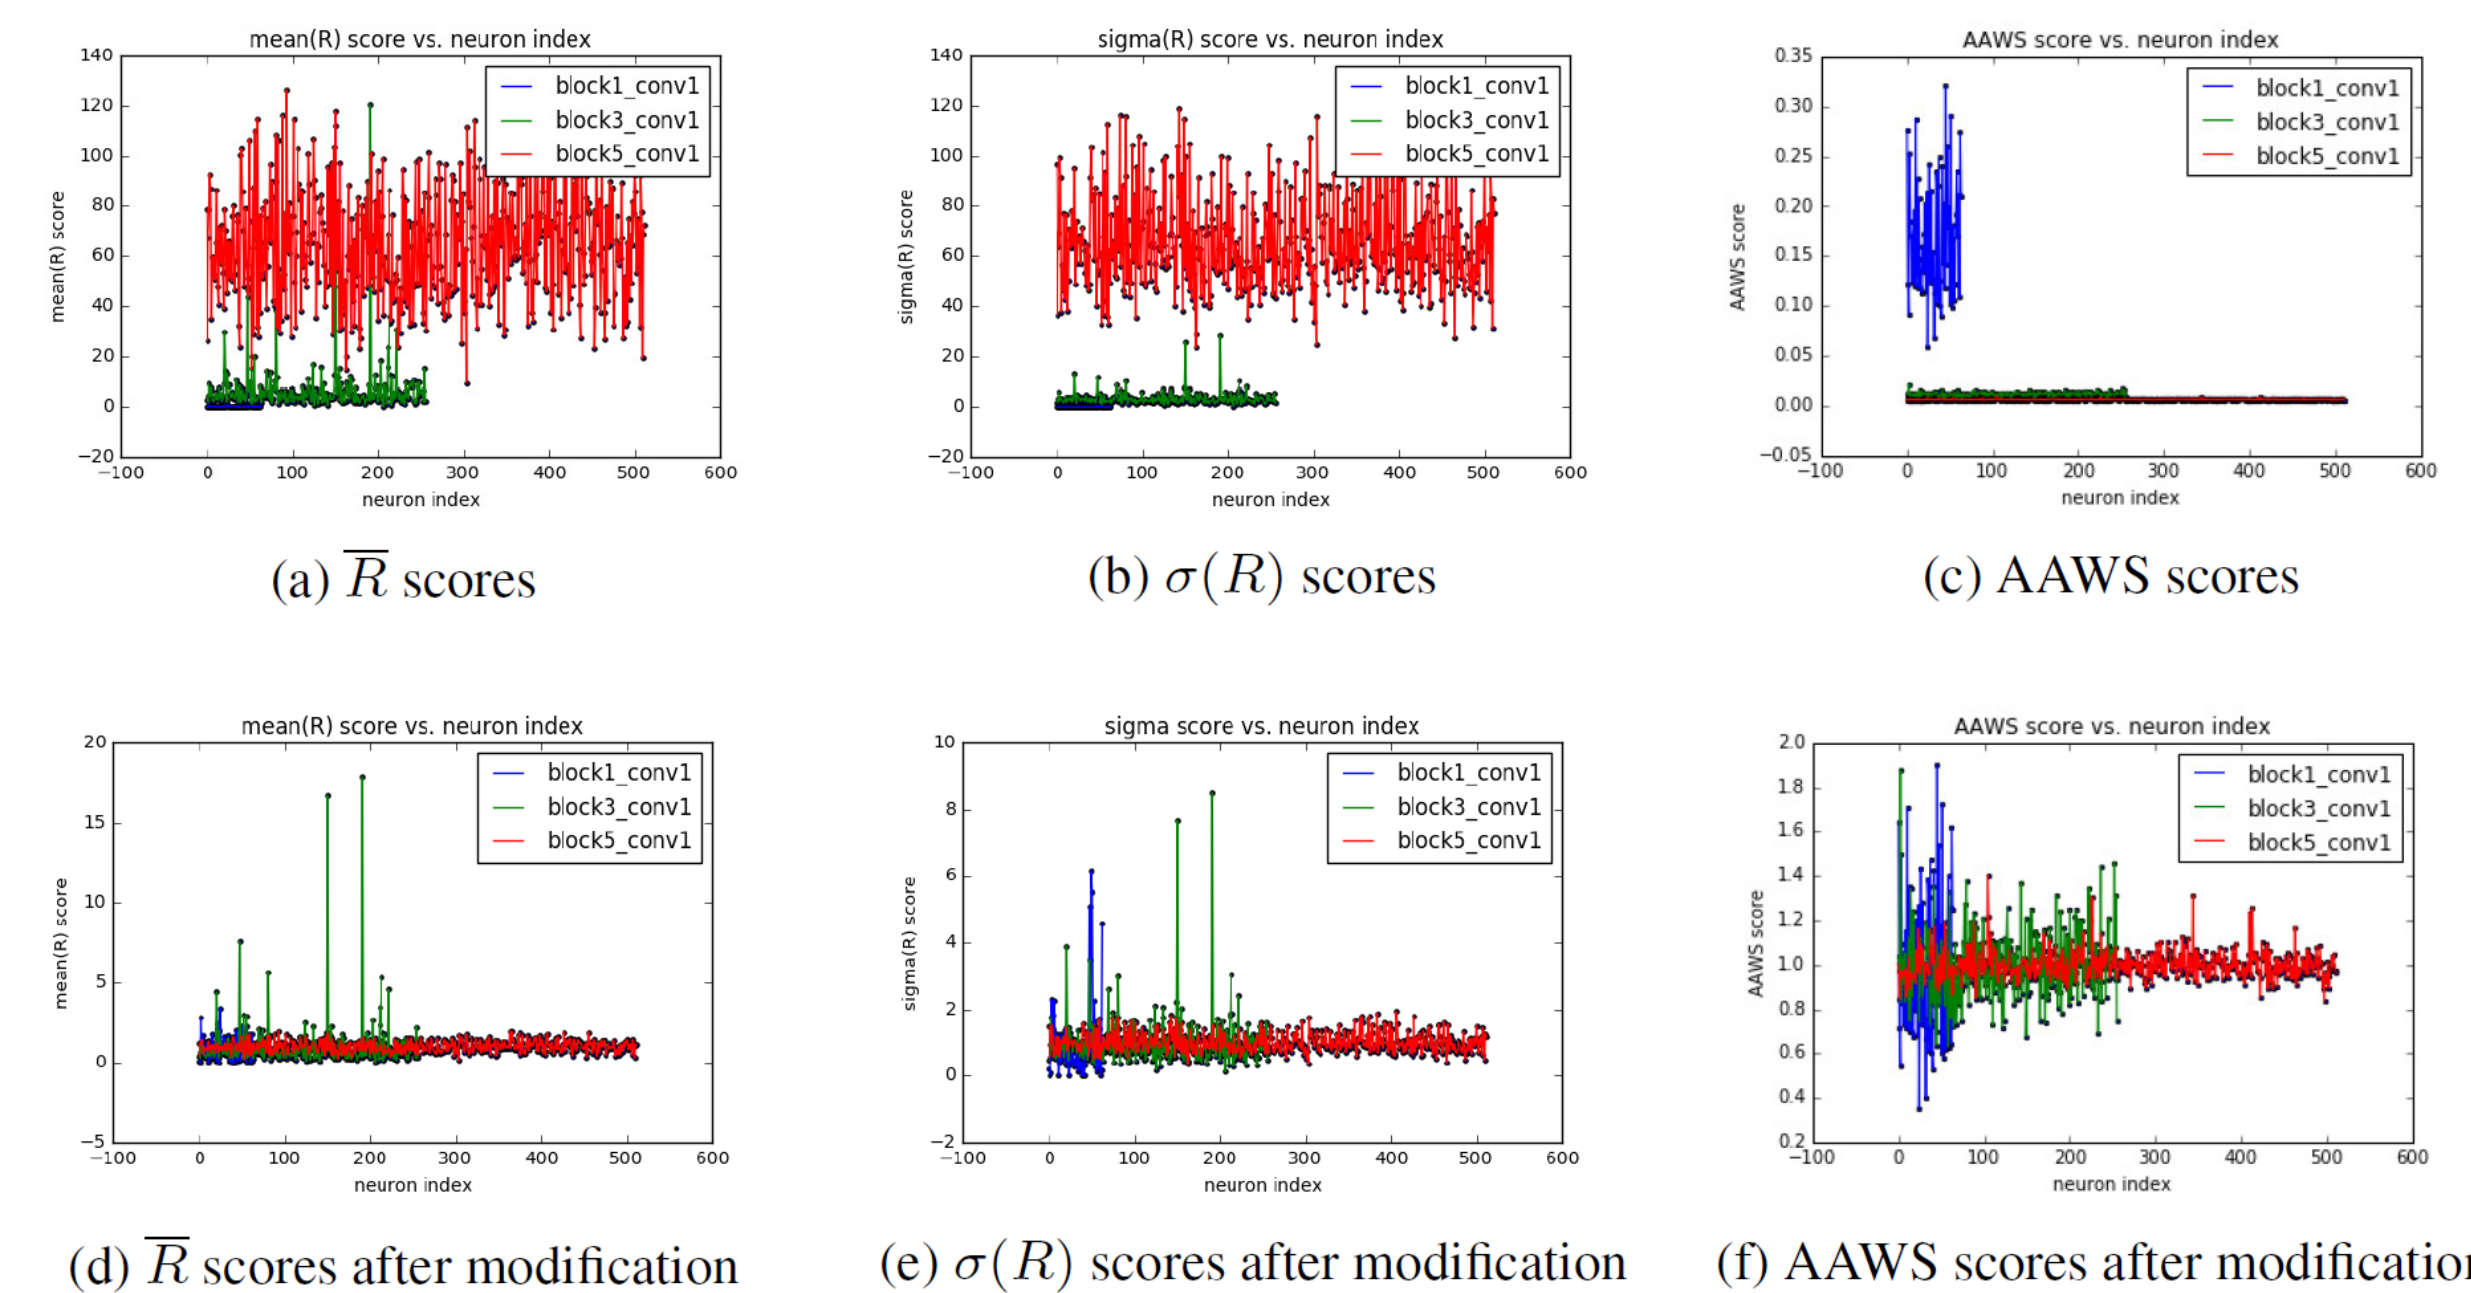 mean(R) score vs. neuron index
140
120
100
80
60
40
20
0
−20
−100 0 100 200 300 400 500 600
mean(R) score
neuron index
block1_conv1
block3_conv1
block5_conv1
(a) R̅ scores
sigma(R) score vs. neuron index
140
120
100
80
60
40
20
0
−20
−100 0 100 200 300 400 500 600
sigma(R) score
neuron index
block1_conv1
block3_conv1
block5_conv1
(b) σ(R) scores
AAWS score vs. neuron index
0.35
0.30
0.25
0.20
0.15
0.10
0.05
0.00
−0.05
−100 0 100 200 300 400 500 600
AAWS score
neuron index
block1_conv1
block3_conv1
block5_conv1
(c) AAWS scores
mean(R) score vs. neuron index
20
15
10
5
0
−5
−100 0 100 200 300 400 500 600
mean(R) score
neuron index
block1_conv1
block3_conv1
block5_conv1
(d) R̅ scores after modification
sigma score vs. neuron index
10
8
6
4
2
0
−2
−100 0 100 200 300 400 500 600
sigma(R) score
neuron index
block1_conv1
block3_conv1
block5_conv1
(e) σ(R) scores after modification
AAWS score vs. neuron index
2.0
1.8
1.6
1.4
1.2
1.0
0.8
0.6
0.4
0.2
−100 0 100 200 300 400 500 600
AAWS score
neuron index
block1_conv1
block3_conv1
block5_conv1
(f) AAWS scores after modification